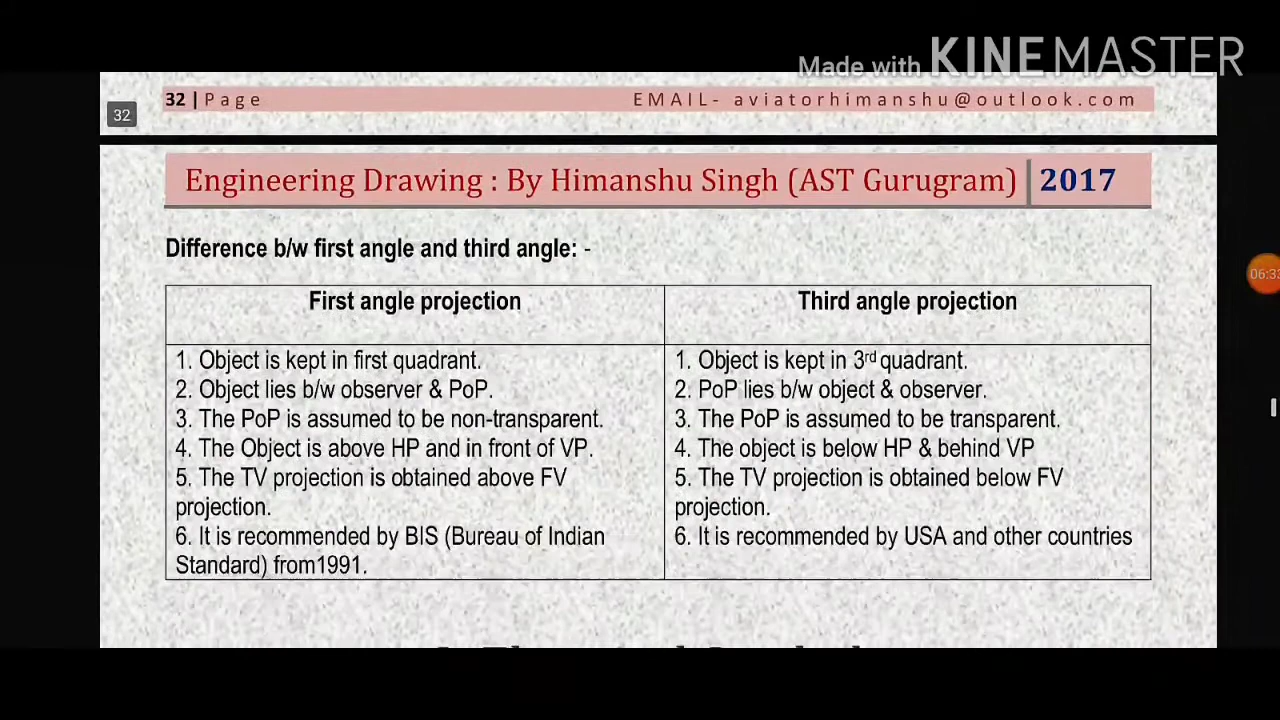 Made with KINEMASTER
32 | Page EMAIL- aviatorhimanshu@outlook.com
32
Engineering Drawing : By Himanshu Singh (AST Gurugram) 2017
Difference b/w first angle and third angle: -
First angle projection
1. Object is kept in first quadrant.
2. Object lies b/w observer & PoP.
3. The PoP is assumed to be non-transparent.
4. The Object is above HP and in front of VP.
5. The TV projection is obtained above FV
projection.
6. It is recommended by BIS (Bureau of Indian
Standard) from1991.
Third angle projection
1. Object is kept in 3rd quadrant.
2. PoP lies b/w object & observer.
3. The PoP is assumed to be transparent.
4. The object is below HP & behind VP
5. The TV projection is obtained below FV
projection.
6. It is recommended by USA and other countries